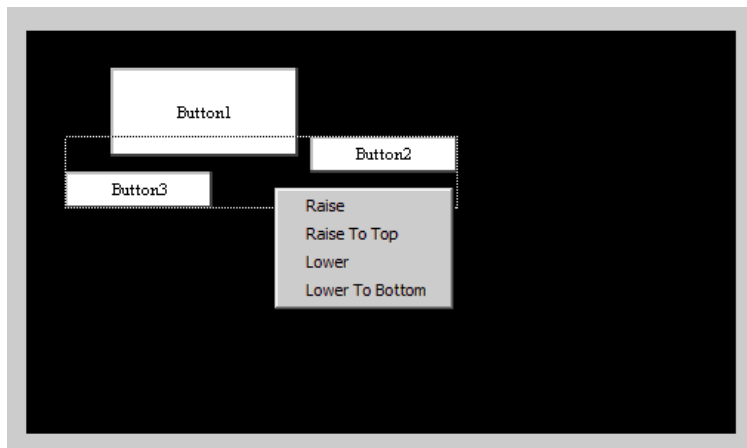 Button1
Button2
Button3
Raise
Raise To Top
Lower
Lower To Bottom